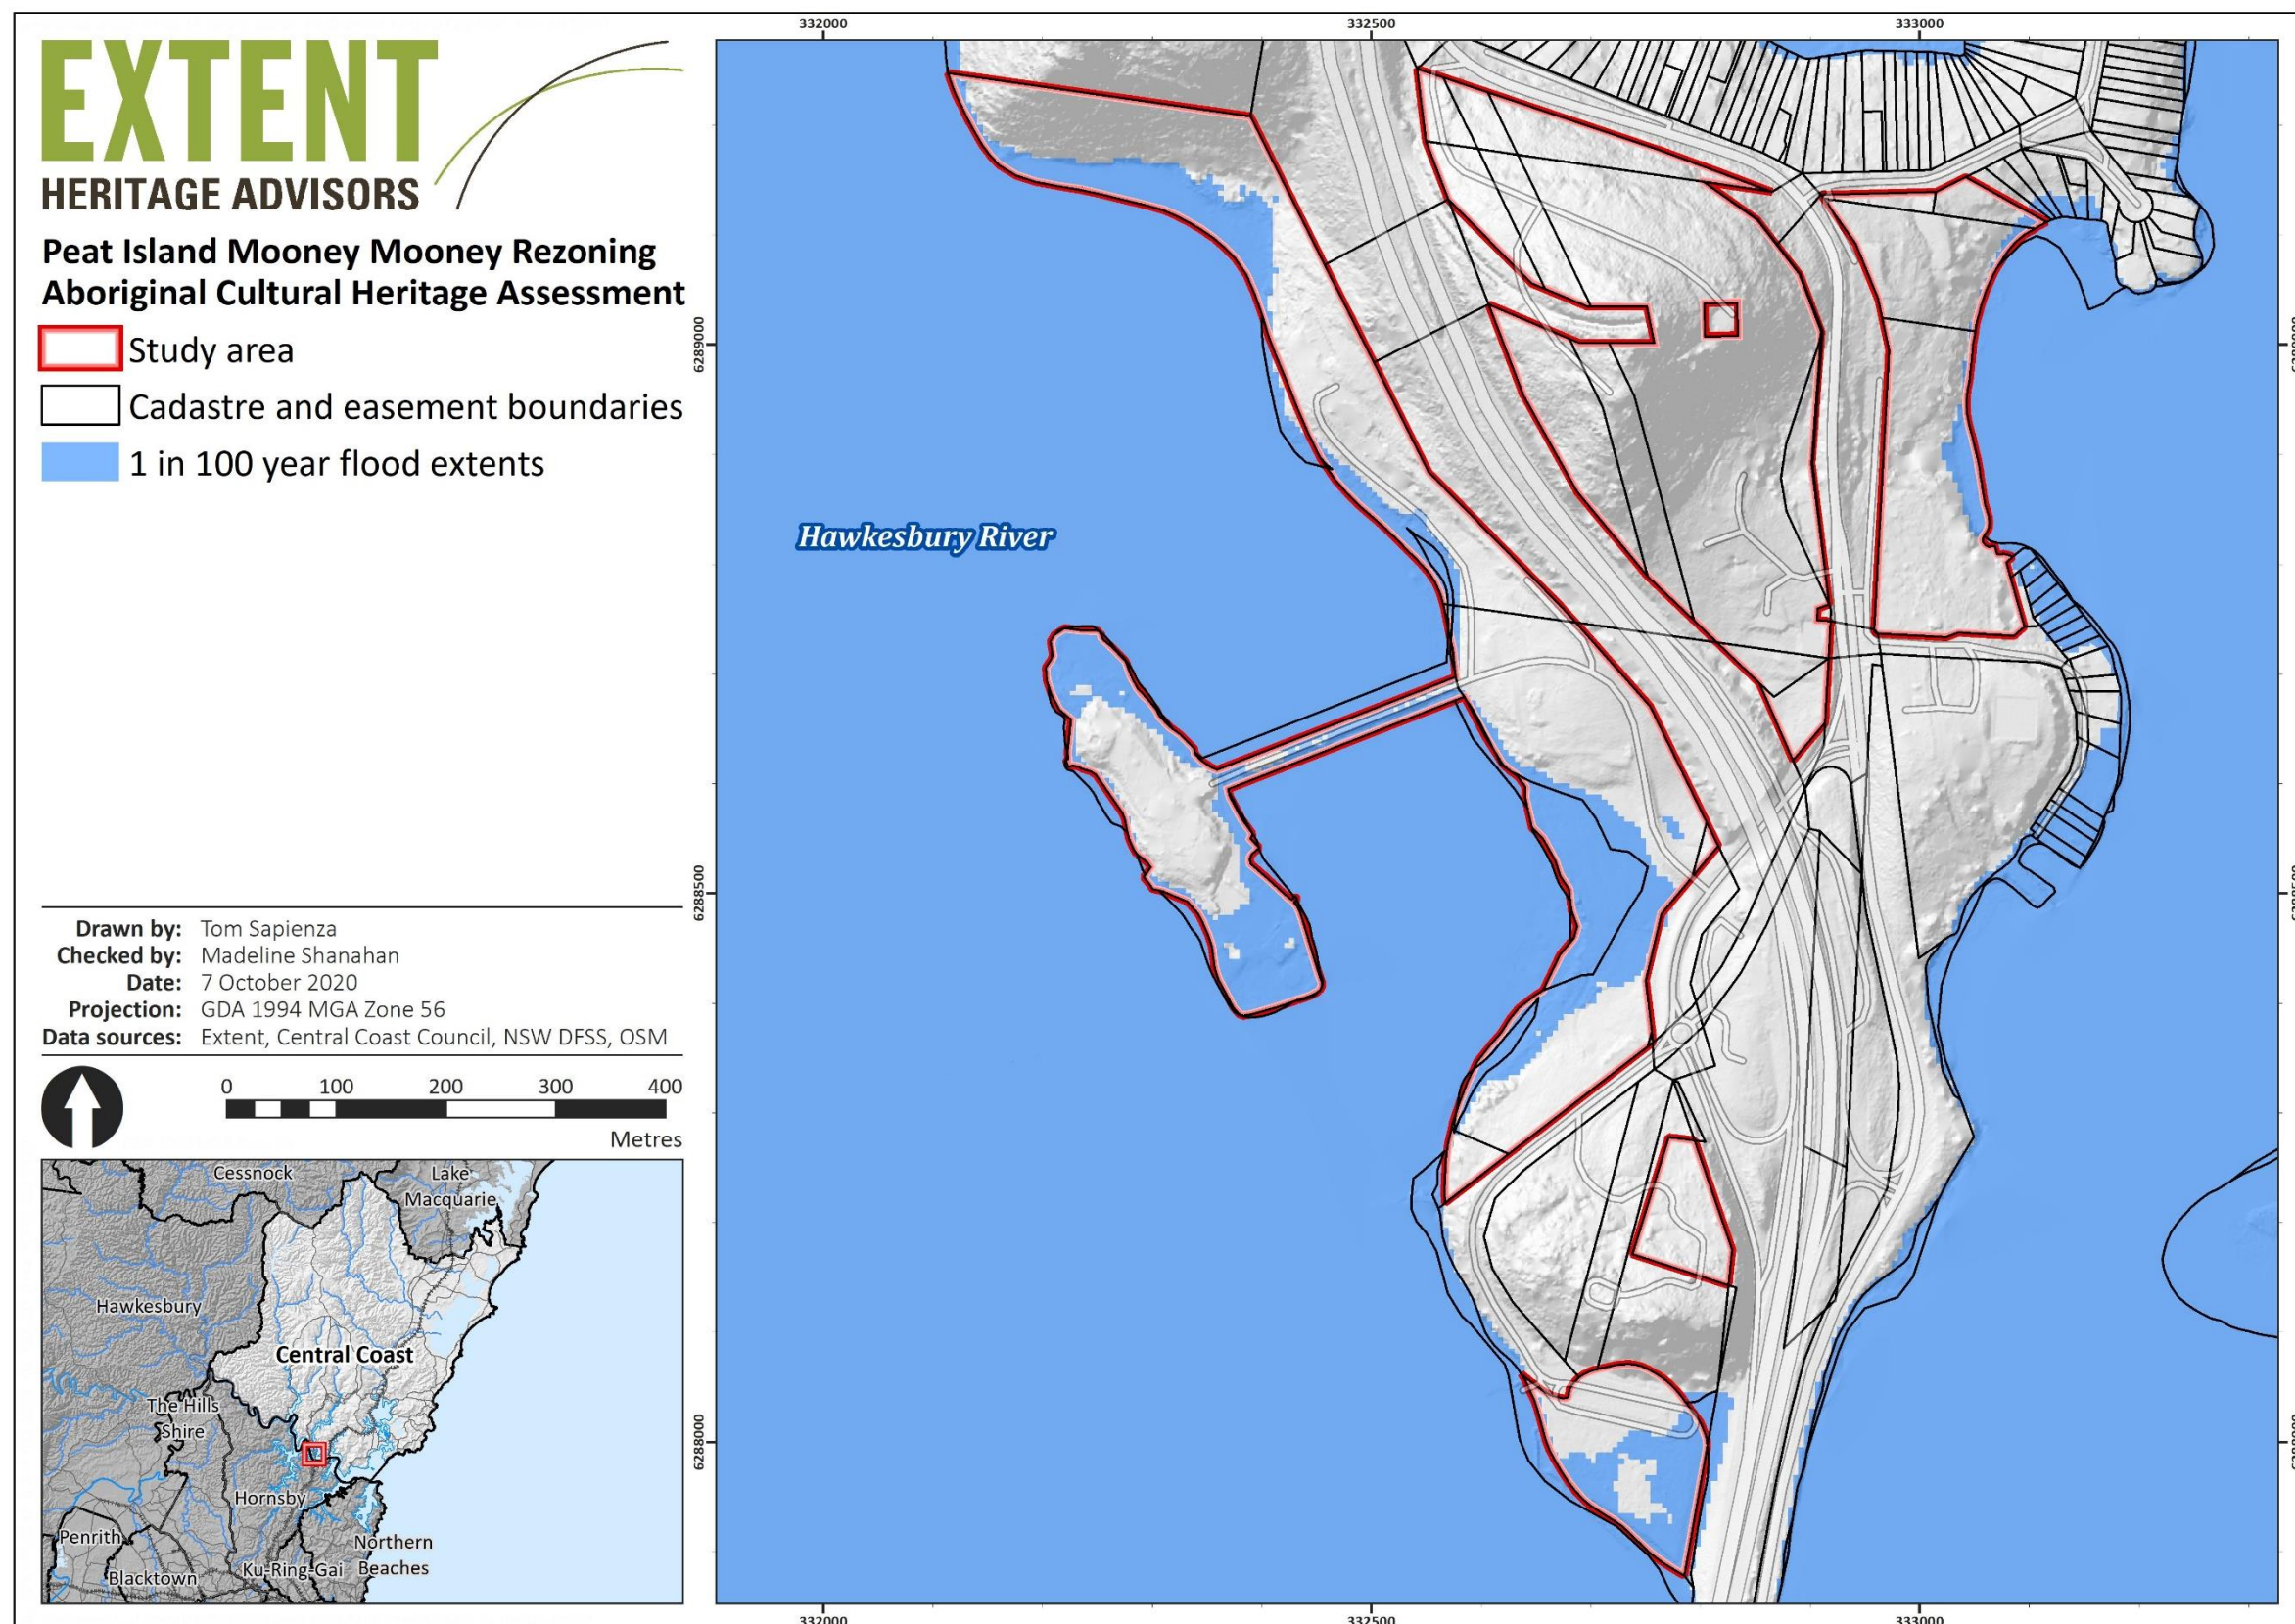 EXTENT
HERITAGE ADVISORS
Peat Island Mooney Mooney Rezoning
Aboriginal Cultural Heritage Assessment
Study area
Cadastre and easement boundaries
1 in 100 year flood extents
Drawn by: Tom Sapienza
Checked by: Madeline Shanahan
Date: 7 October 2020
Projection: GDA 1994 MGA Zone 56
Data sources: Extent, Central Coast Council, NSW DFSS, OSM
0 100 200 300 400
Metres
Cessnock
Lake
Macquarie
Hawkesbury
Central Coast
The Hills
Shire
Hornsby
Penrith
Northern
Beaches
Ku-Ring-Gai
Blacktown
332000 332500 333000
6289000
6288500
6288000
Hawkesbury River
6289000
6288500
6288000
332000 332500 333000